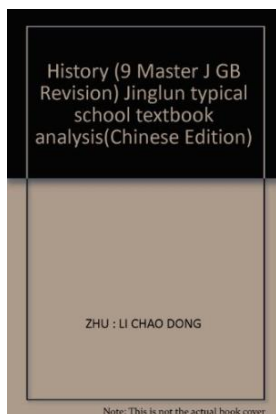 History (9 Master J GB
Revision) Jinglun typical
school textbook
analysis(Chinese Edition)
ZHU : LI CHAO DONG
Note: This is not the actual book cover